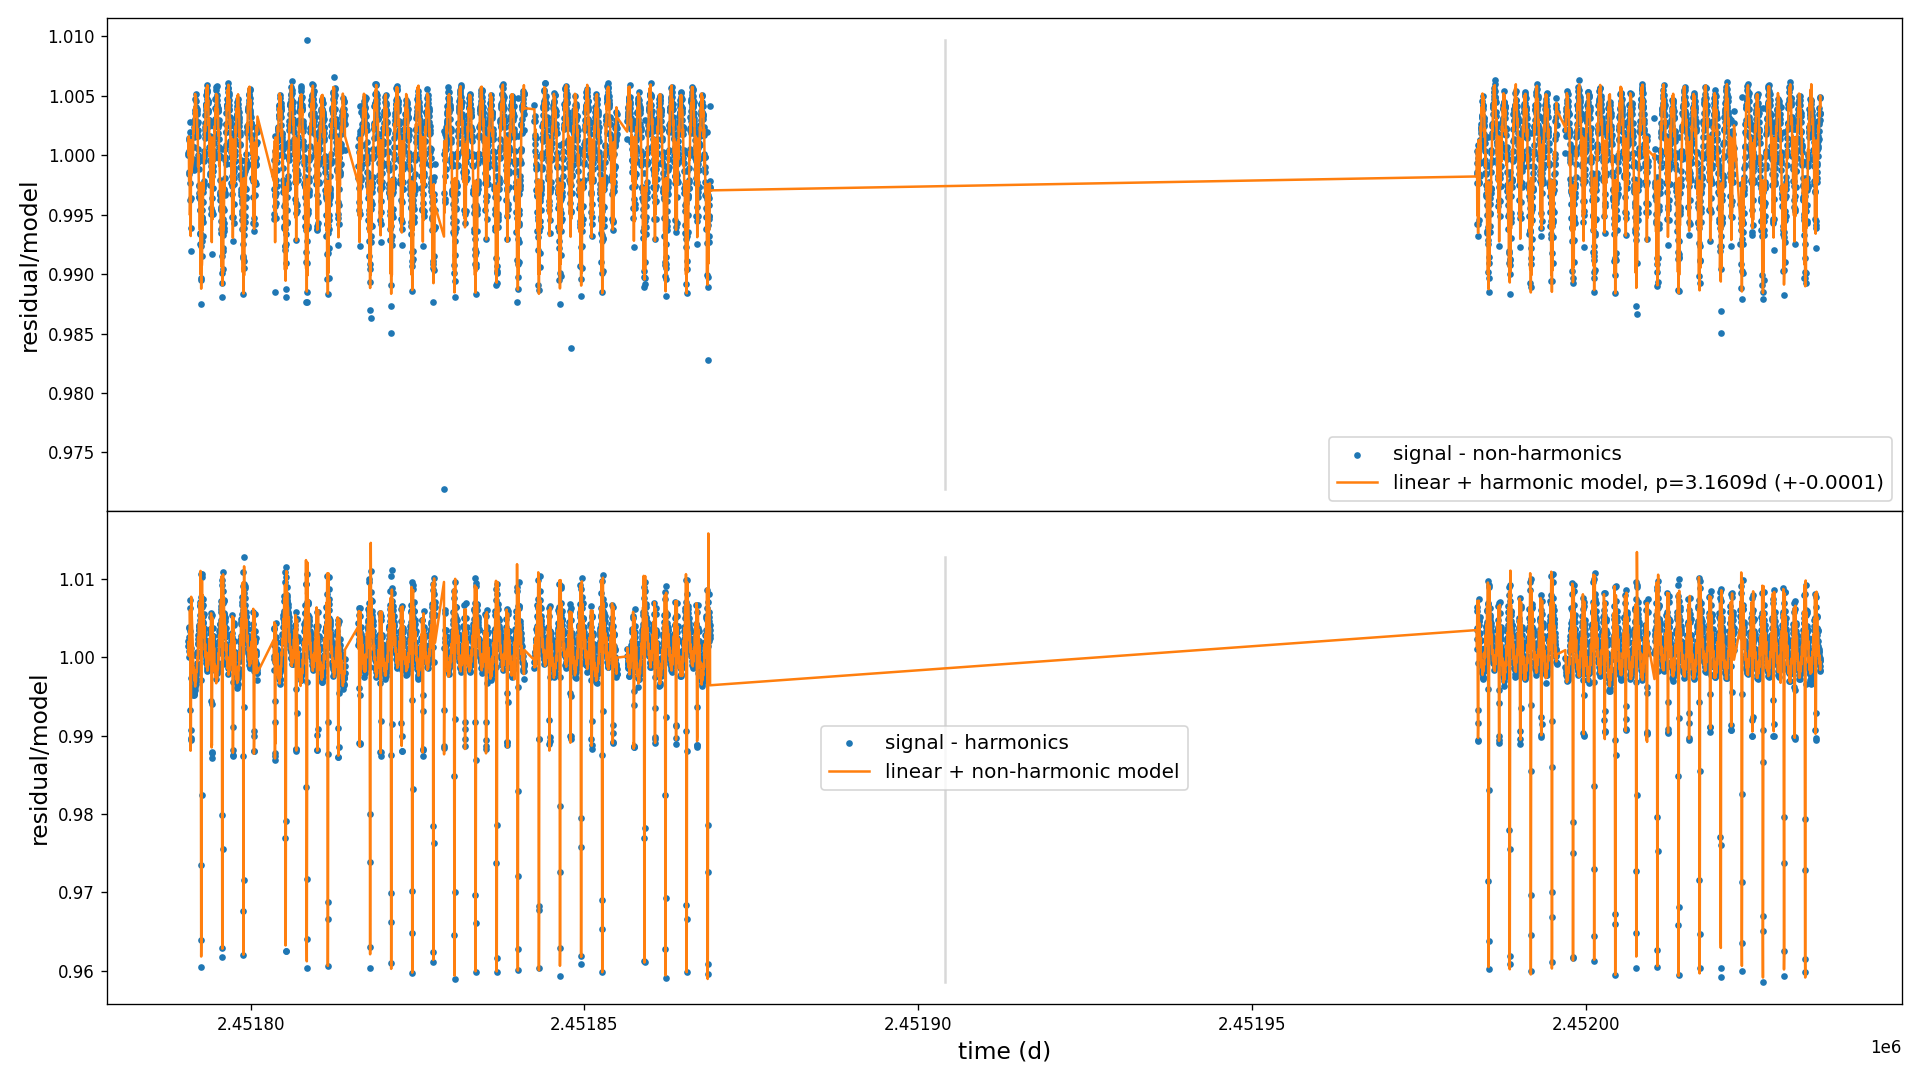 1.010
1.005
1.000
0.995
0.990
0.985
0.980
0.975
residual/model
signal - non-harmonics
linear + harmonic model, p=3.1609d (+-0.0001)
1.01
1.00
0.99
0.98
0.97
0.96
residual/model
signal - harmonics
linear + non-harmonic model
2.45180
2.45185
2.45190
2.45195
2.45200
time (d)
1e6